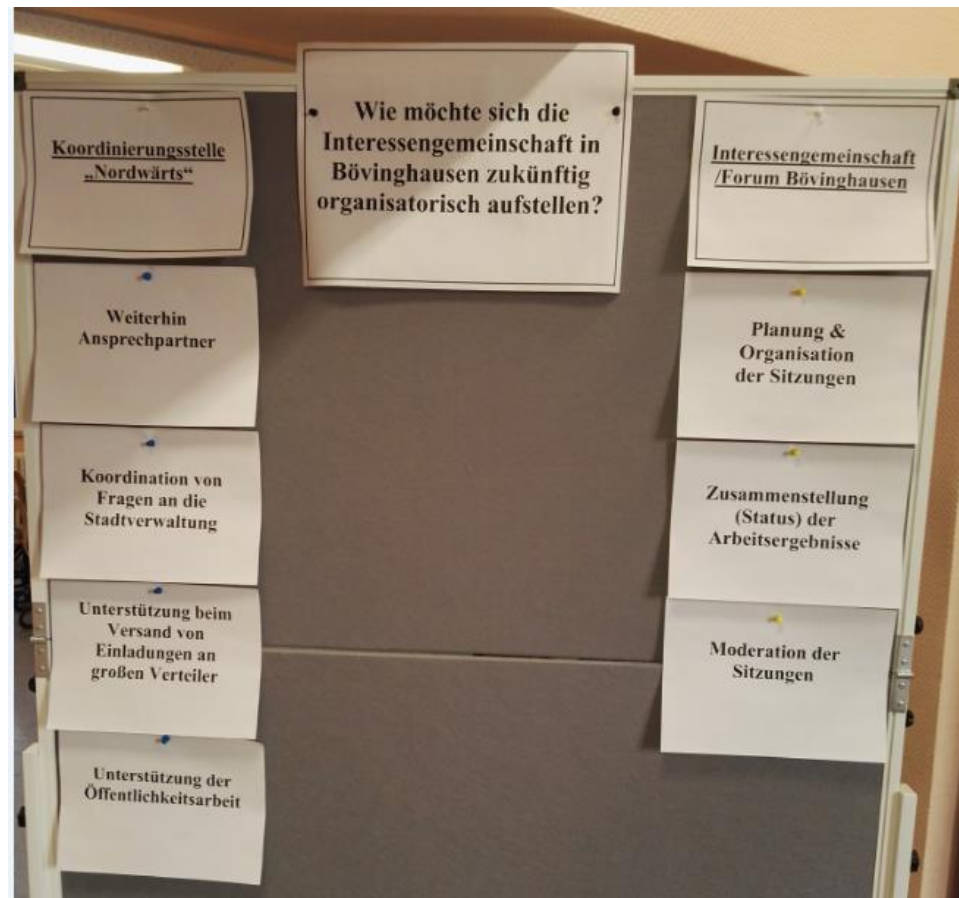 Wie möchte sich die
Interessengemeinschaft in
Bövinghausen zukünftig
organisatorisch aufstellen?
Koordinierungsstelle
„Nordwärts“
Weiterhin
Ansprechpartner
Koordination von
Fragen an die
Stadtverwaltung
Unterstützung beim
Versand von
Einladungen an
großen Verteiler
Unterstützung der
Öffentlichkeitsarbeit
Interessengemeinschaft
/Forum Bövinghausen
Planung &
Organisation
der Sitzungen
Zusammenstellung
(Status) der
Arbeitsergebnisse
Moderation der
Sitzungen